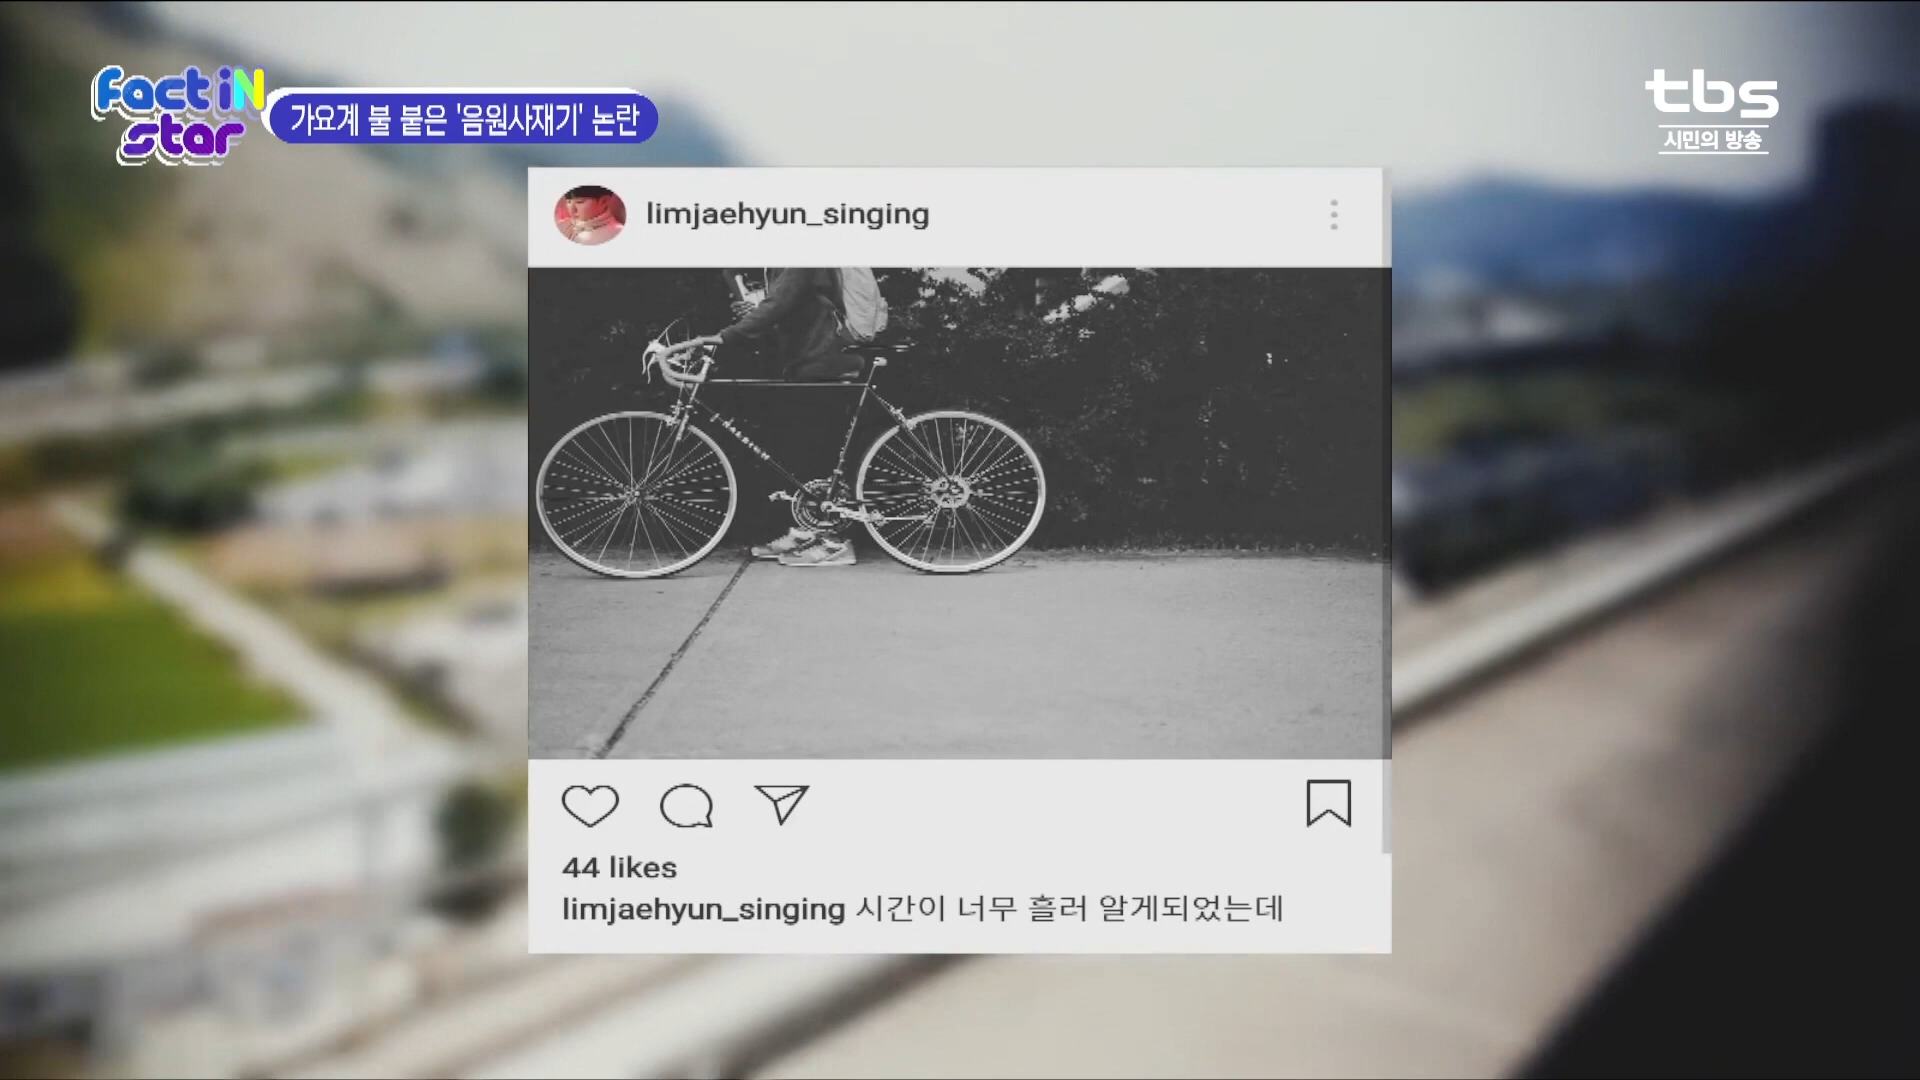 Fact iN
star
가요계 불 붙은 '음원사재기' 논란
tbs
시민의 방송
limjaehyun_singing
44 likes
limjaehyun_singing 시간이 너무 흘러 알게되었는데